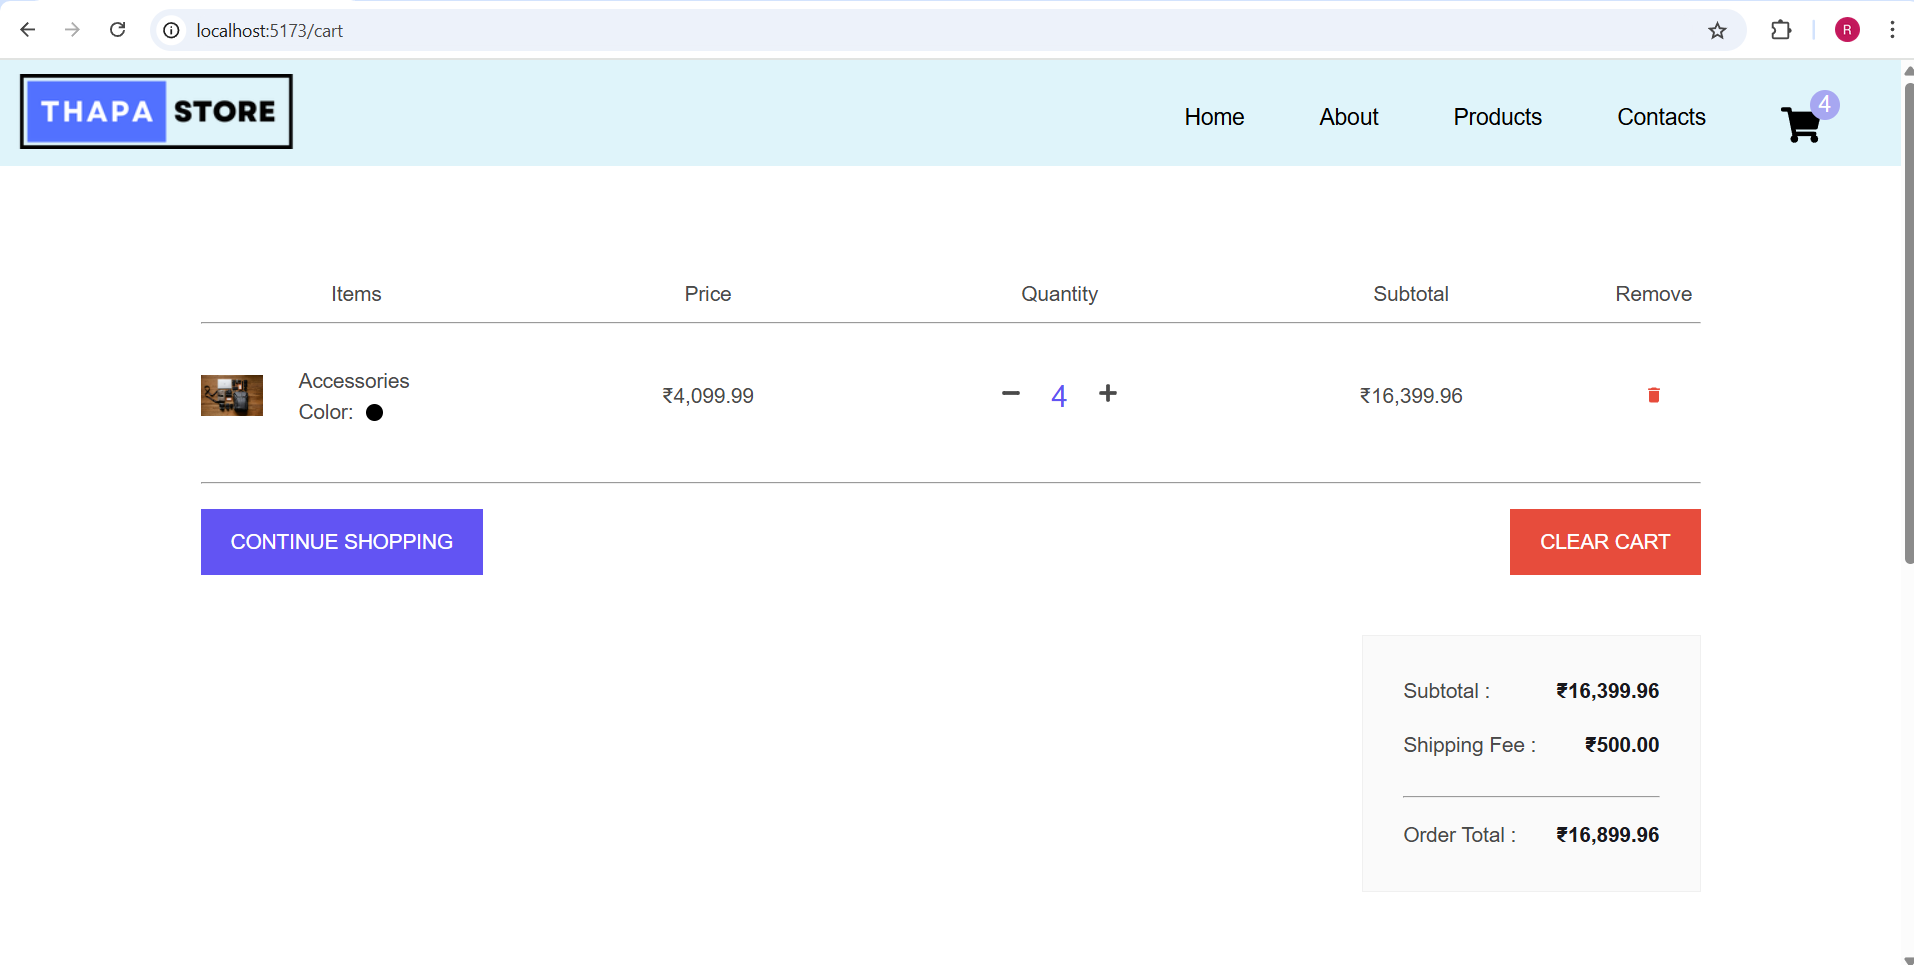 localhost:5173/cart
R
THAPA STORE
Home About Products Contacts 4
Items Price Quantity Subtotal Remove
Accessories
Color:
₹4,099.99 4 ₹16,399.96
CONTINUE SHOPPING CLEAR CART
Subtotal : ₹16,399.96
Shipping Fee : ₹500.00
Order Total : ₹16,899.96